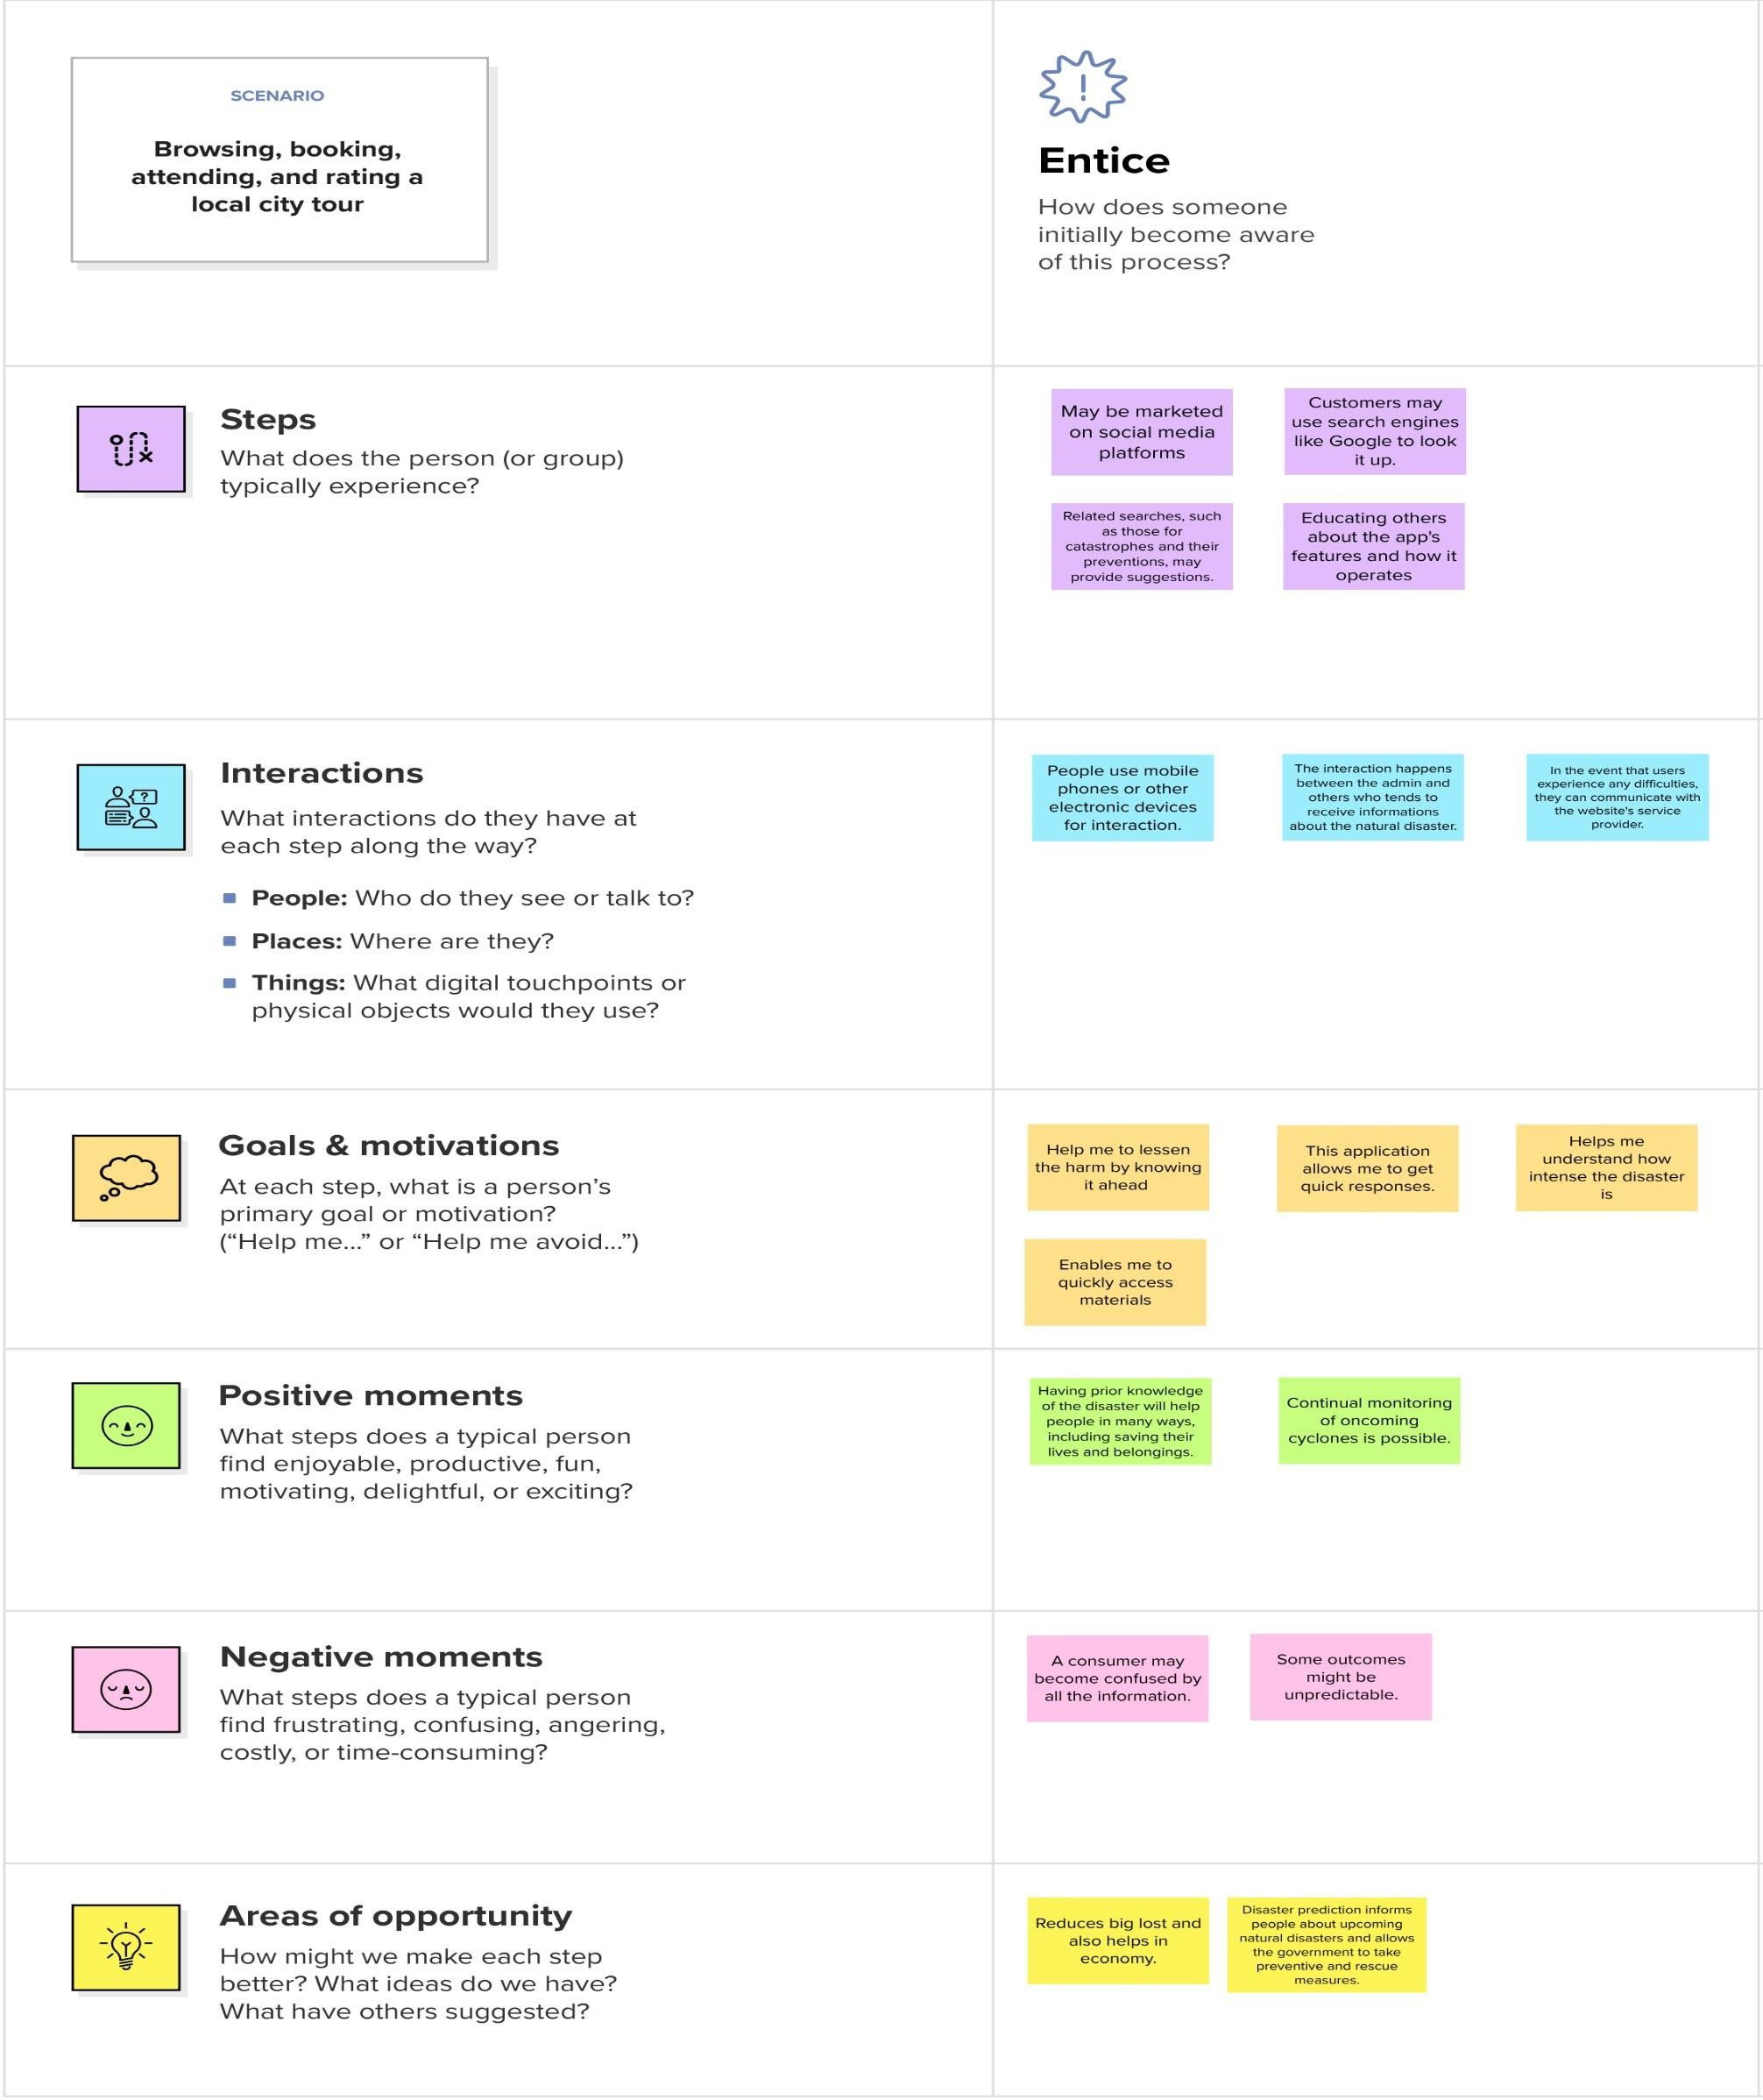 SCENARIO
Browsing, booking,
attending, and rating a
local city tour
!
Entice
How does someone
initially become aware
of this process?
Steps
What does the person (or group)
typically experience?
May be marketed
on social media
platforms
Customers may
use search engines
like Google to look
it up.
Related searches, such
as those for
catastrophes and their
preventions, may
provide suggestions.
Educating others
about the app's
features and how it
operates
?
Interactions
What interactions do they have at
each step along the way?
People: Who do they see or talk to?
Places: Where are they?
Things: What digital touchpoints or
physical objects would they use?
People use mobile
phones or other
electronic devices
for interaction.
The interaction happens
between the admin and
others who tends to
receive informations
about the natural disaster.
In the event that users
experience any difficulties,
they can communicate with
the website's service
provider.
Goals & motivations
At each step, what is a person’s
primary goal or motivation?
(“Help me...” or “Help me avoid...”)
Help me to lessen
the harm by knowing
it ahead
This application
allows me to get
quick responses.
Helps me
understand how
intense the disaster
is
Enables me to
quickly access
materials
Positive moments
What steps does a typical person
find enjoyable, productive, fun,
motivating, delightful, or exciting?
Having prior knowledge
of the disaster will help
people in many ways,
including saving their
lives and belongings.
Continual monitoring
of oncoming
cyclones is possible.
Negative moments
What steps does a typical person
find frustrating, confusing, angering,
costly, or time-consuming?
A consumer may
become confused by
all the information.
Some outcomes
might be
unpredictable.
Areas of opportunity
How might we make each step
better? What ideas do we have?
What have others suggested?
Reduces big lost and
also helps in
economy.
Disaster prediction informs
people about upcoming
natural disasters and allows
the government to take
preventive and rescue
measures.